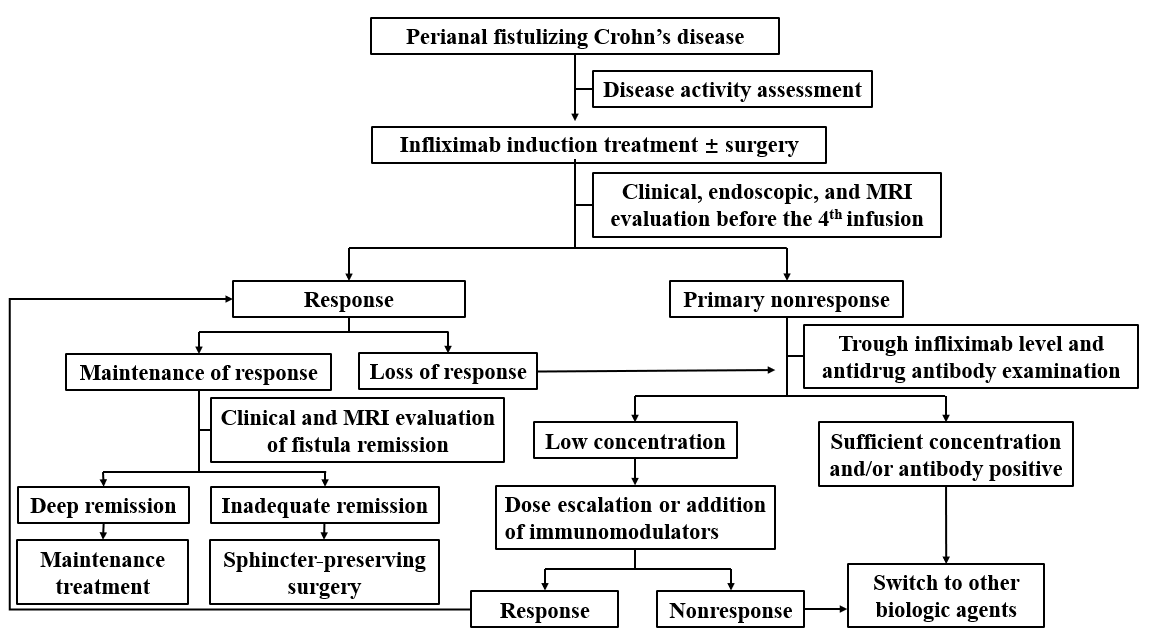 Perianal fistulizing Crohn’s disease
Disease activity assessment
Infliximab induction treatment ± surgery
Clinical, endoscopic, and MRI
evaluation before the 4th infusion
Response
Primary nonresponse
Trough infliximab level and
antidrug antibody examination
Maintenance of response
Loss of response
Clinical and MRI evaluation
of fistula remission
Low concentration
Sufficient concentration
and/or antibody positive
Deep remission
Inadequate remission
Dose escalation or addition
of immunomodulators
Maintenance
treatment
Sphincter-preserving
surgery
Response
Nonresponse
Switch to other
biologic agents